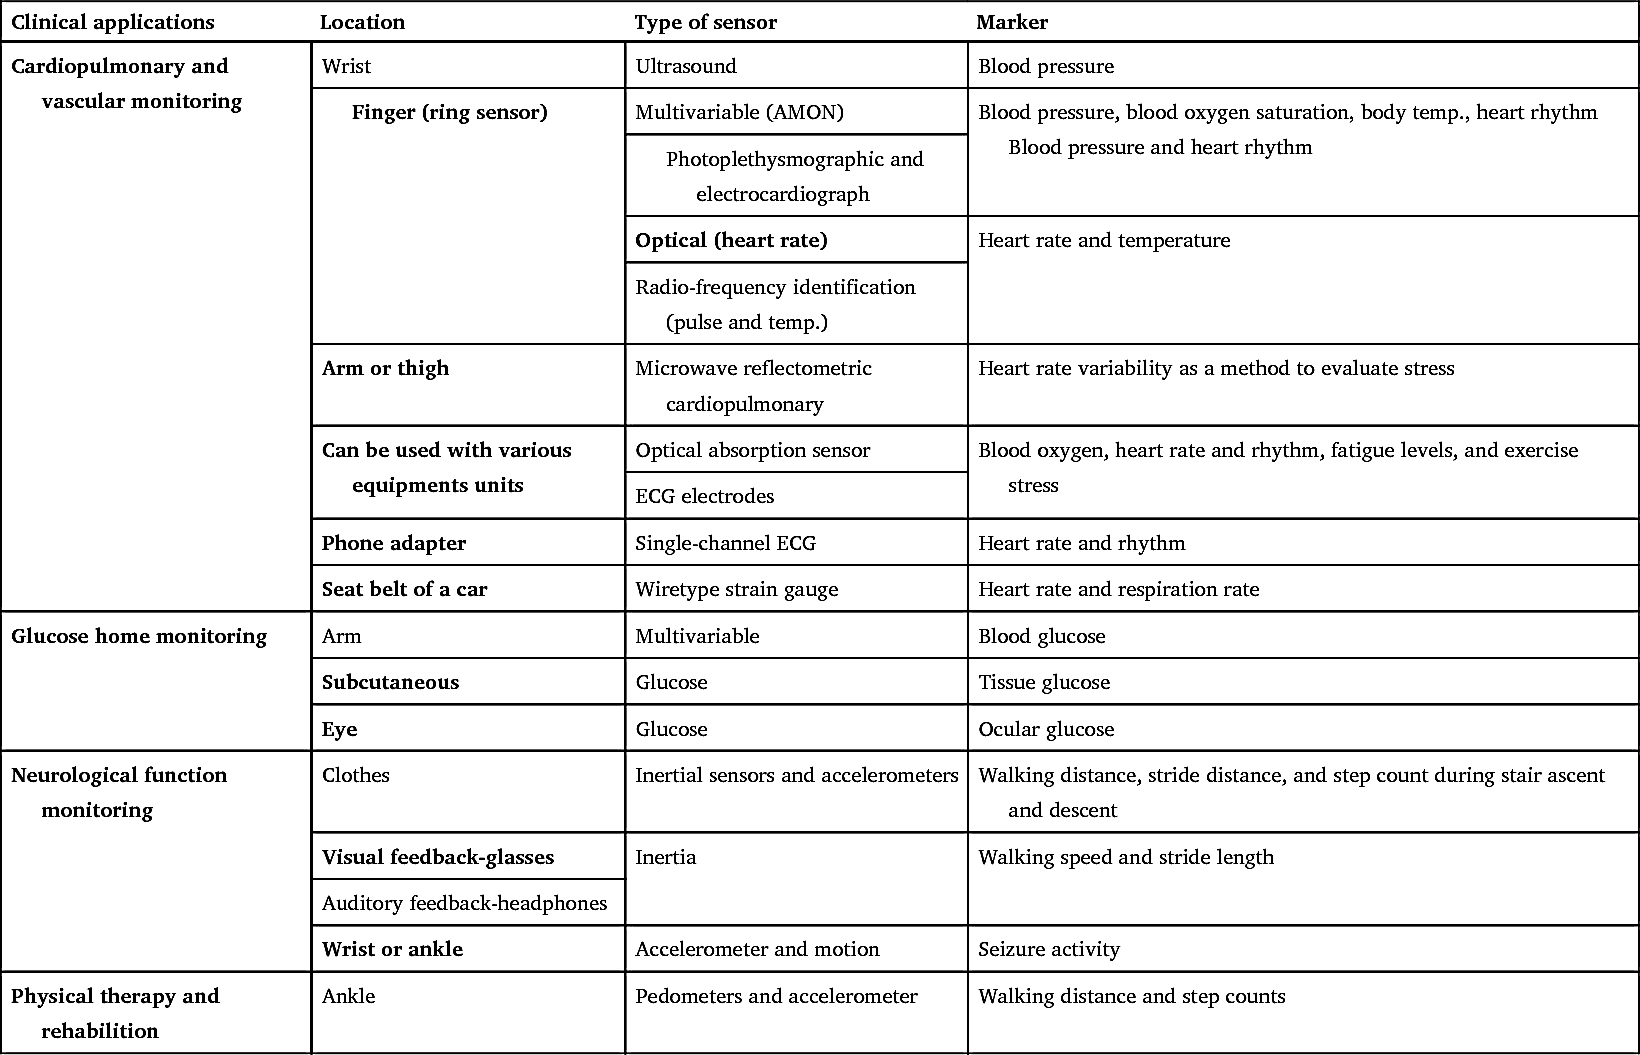 Clinical applications Location Type of sensor Marker
Cardiopulmonary and Wrist Ultrasound Blood pressure
vascular monitoring
Finger (ring sensor) Multivariable (AMON) Blood pressure, blood oxygen saturation, body temp., heart rhythm
Blood pressure and heart rhythm
Photoplethysmographic and
electrocardiograph
Optical (heart rate) Heart rate and temperature
Radio-frequency identification
(pulse and temp.)
Arm or thigh Microwave reflectometric Heart rate variability as a method to evaluate stress
cardiopulmonary
Can be used with various Optical absorption sensor Blood oxygen, heart rate and rhythm, fatigue levels, and exercise
equipments units stress
ECG electrodes
Phone adapter Single-channel ECG Heart rate and rhythm
Seat belt of a car Wiretype strain gauge Heart rate and respiration rate
Glucose home monitoring Arm Multivariable Blood glucose
Subcutaneous Glucose Tissue glucose
Eye Glucose Ocular glucose
Neurological function Clothes Inertial sensors and accelerometers Walking distance, stride distance, and step count during stair ascent
monitoring and descent
Visual feedback-glasses Inertia Walking speed and stride length
Auditory feedback-headphones
Wrist or ankle Accelerometer and motion Seizure activity
Physical therapy and Ankle Pedometers and accelerometer Walking distance and step counts
rehabilition